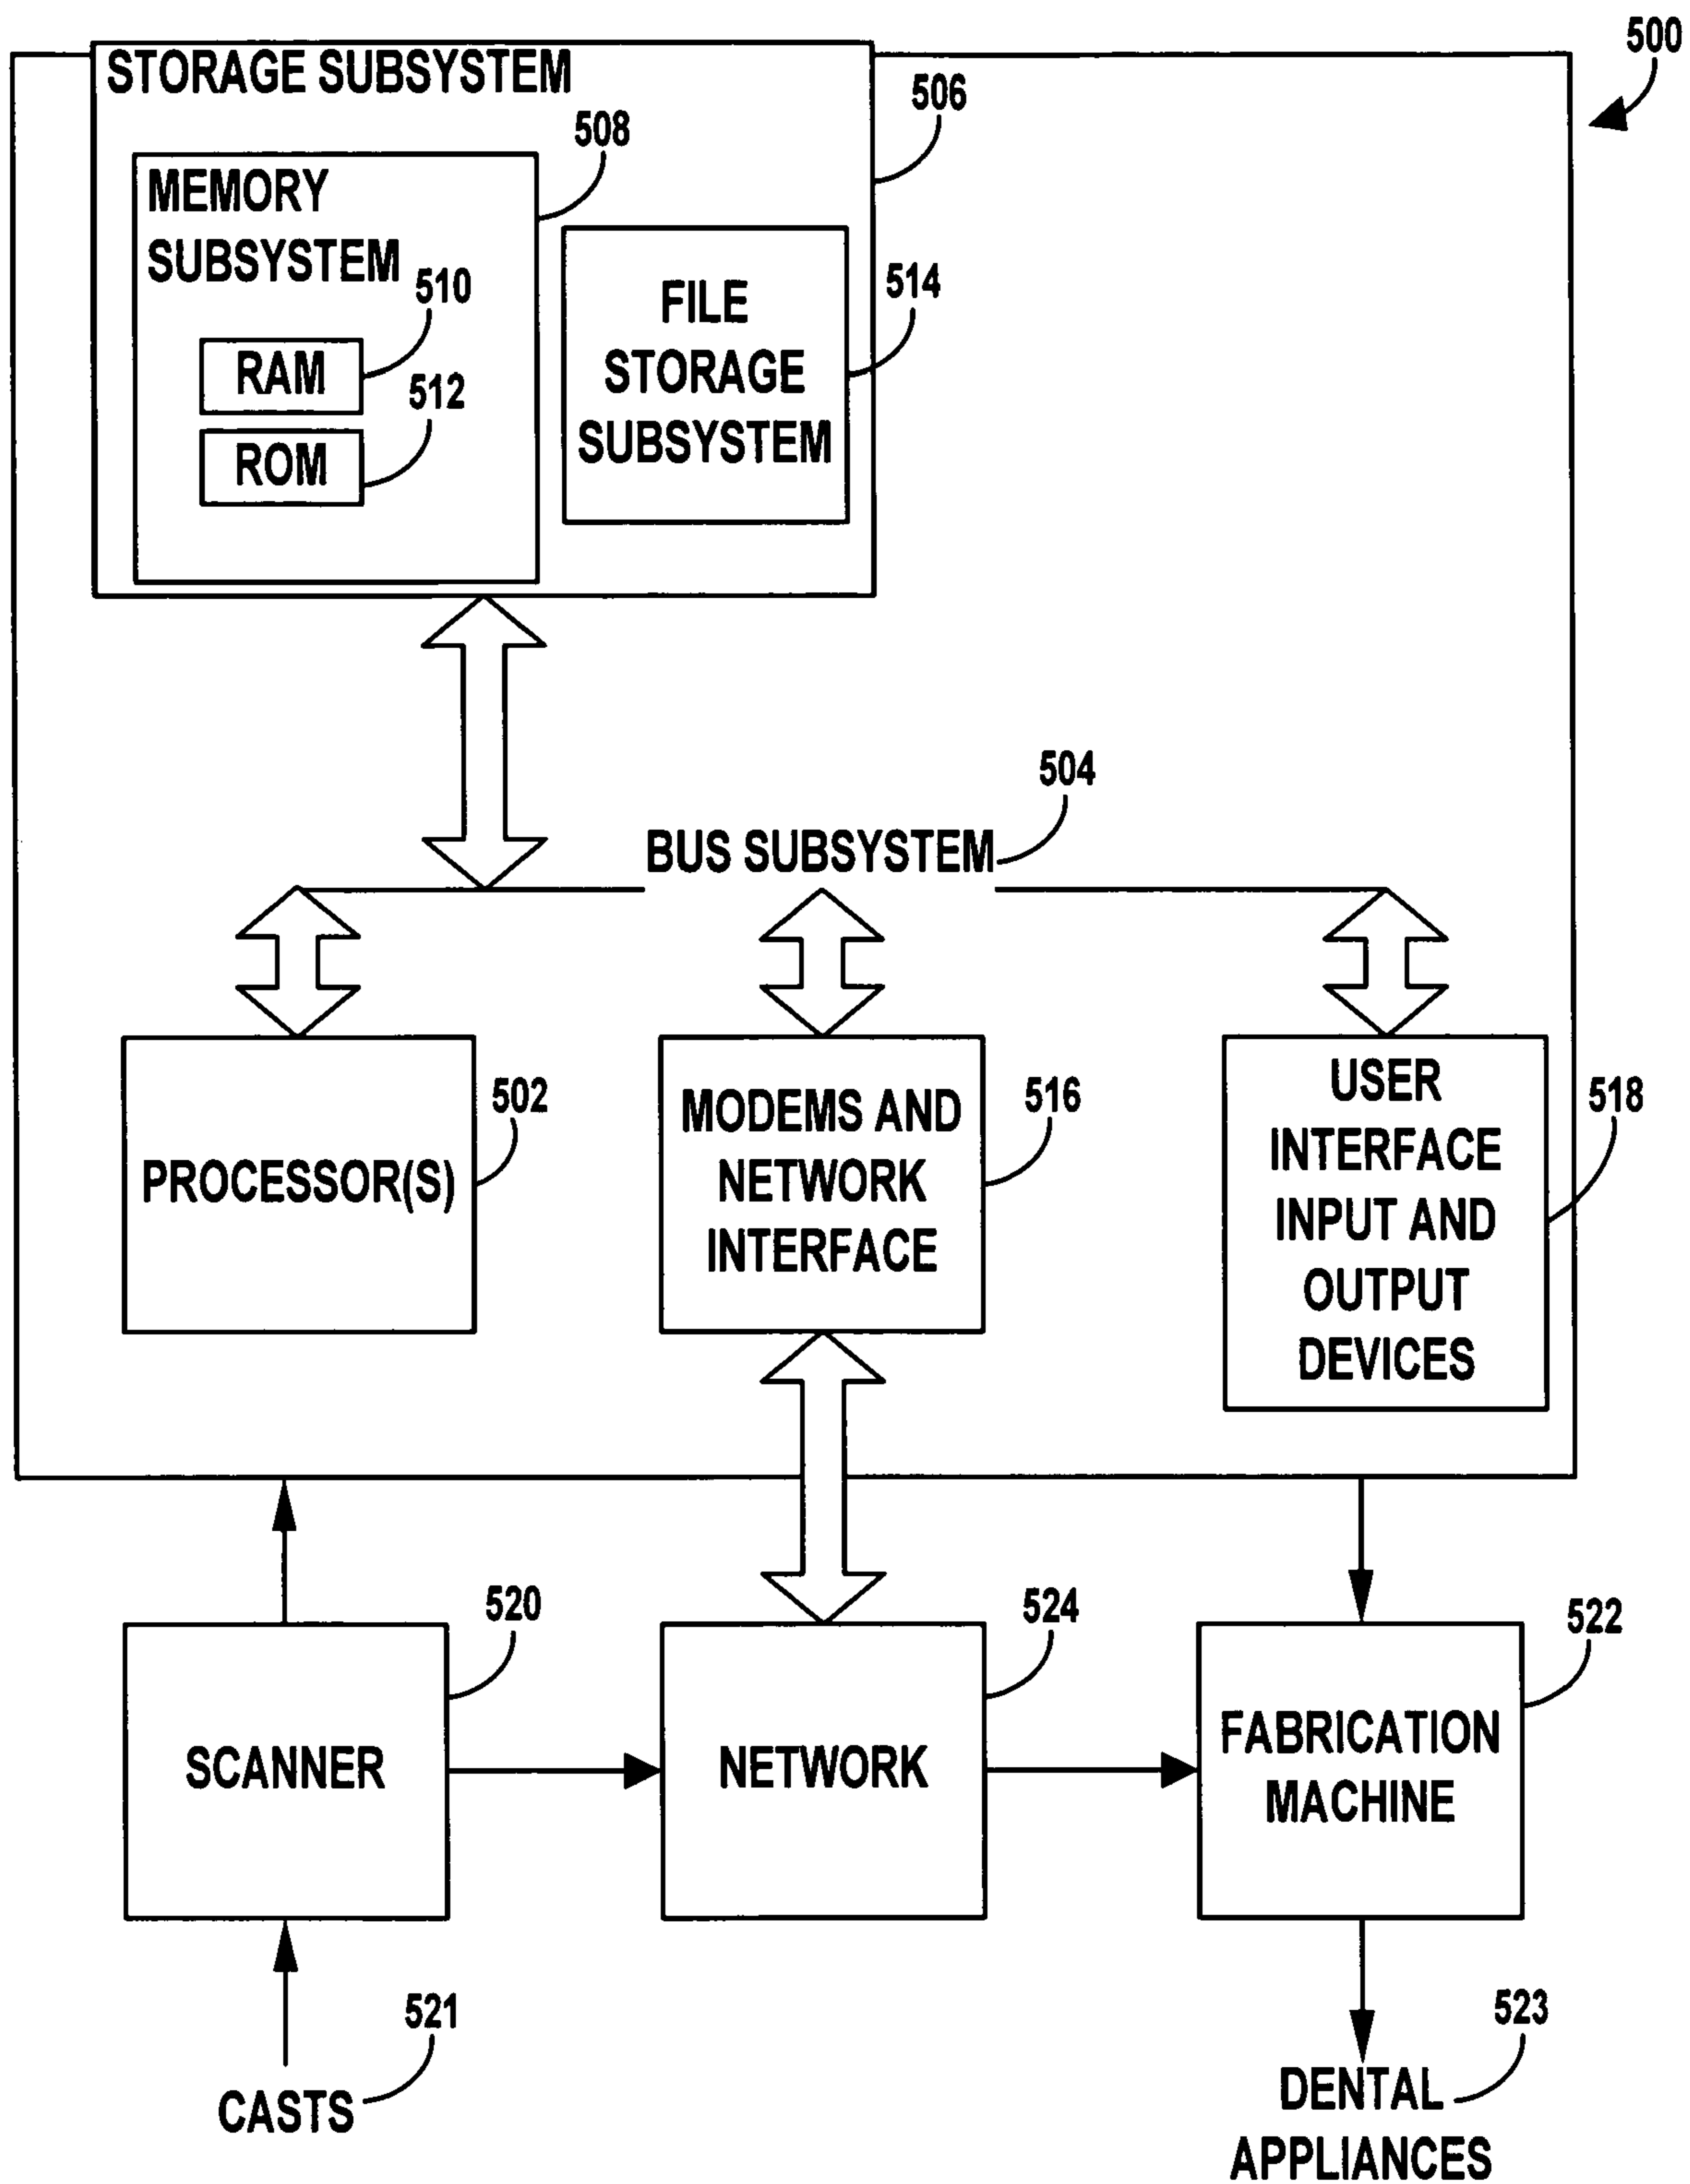 500
STORAGE SUBSYSTEM
506
508
MEMORY
SUBSYSTEM
510
RAM
512
ROM
514
FILE
STORAGE
SUBSYSTEM
504
BUS SUBSYSTEM
502
PROCESSOR(S)
516
MODEMS AND
NETWORK
INTERFACE
518
USER
INTERFACE
INPUT AND
OUTPUT
DEVICES
520
SCANNER
524
NETWORK
522
FABRICATION
MACHINE
521
CASTS
523
DENTAL
APPLIANCES